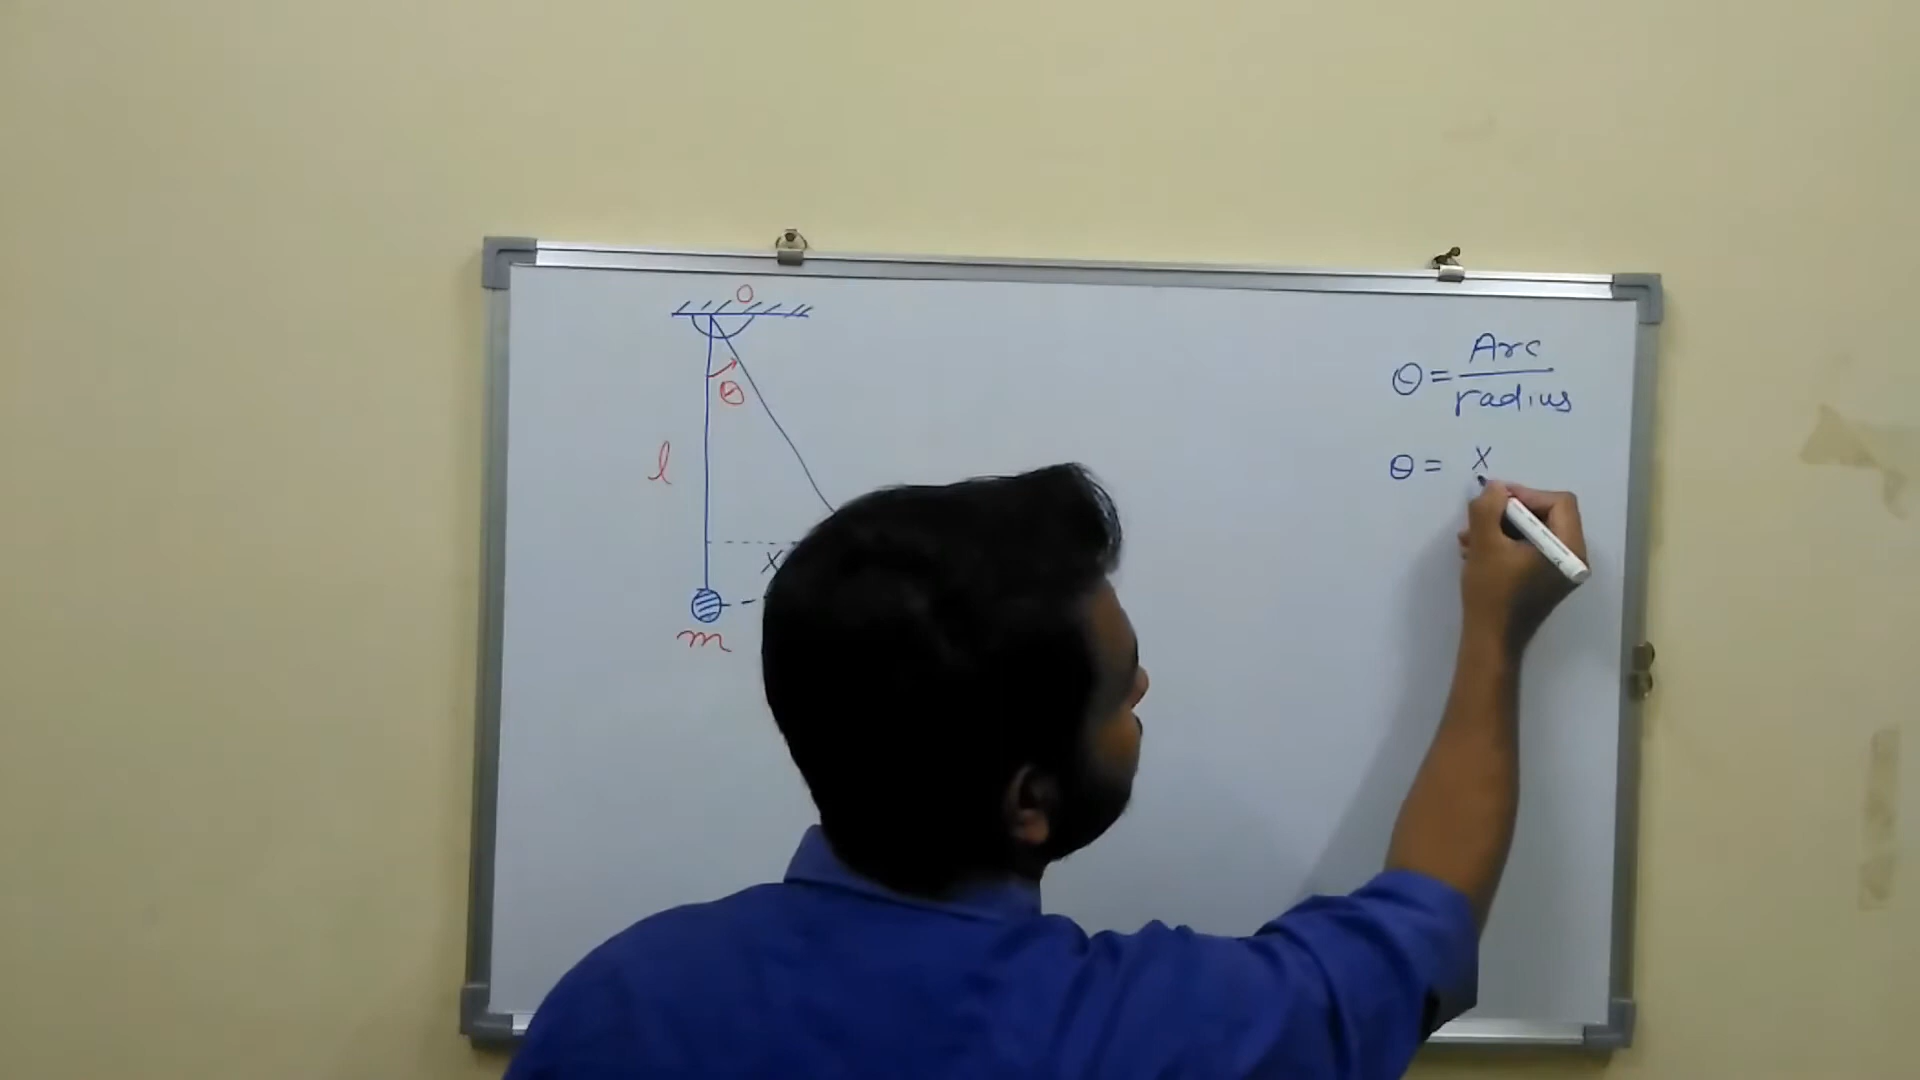 O
θ
l
X
m
θ = Arc / radius
θ = X